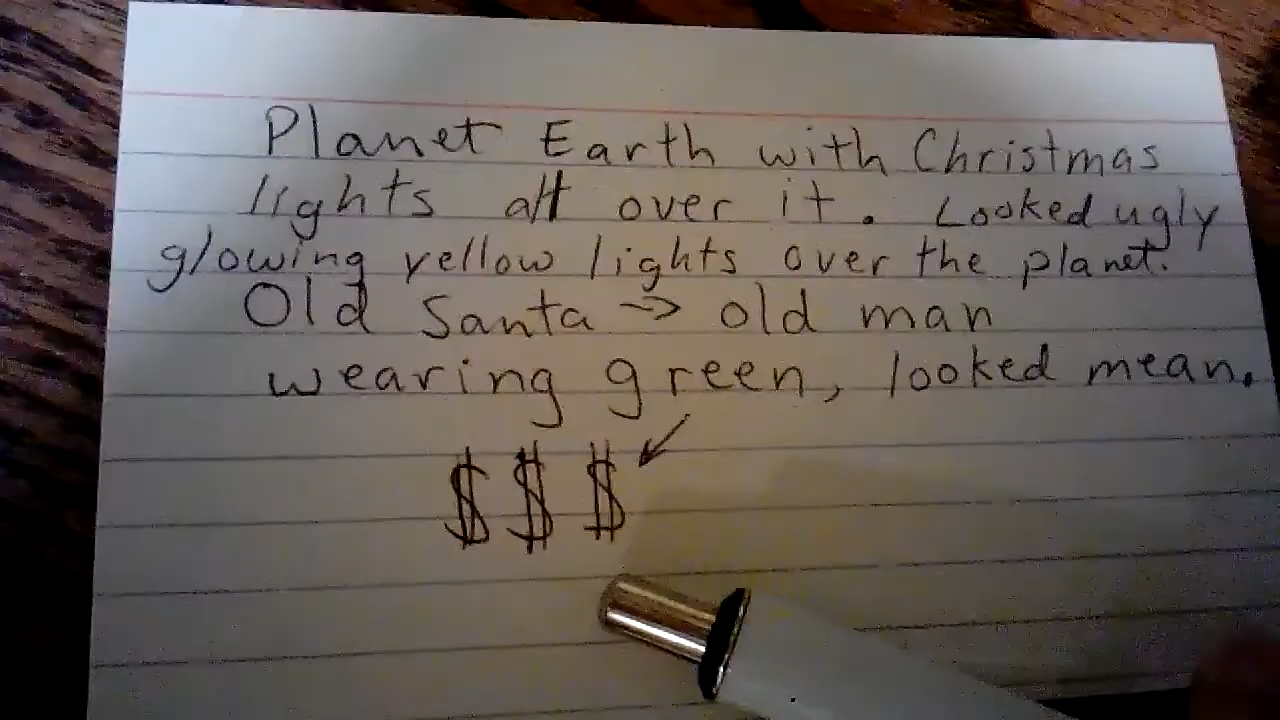 Planet Earth with Christmas
lights all over it. Looked ugly
glowing yellow lights over the planet.
Old Santa -> old man
wearing green, looked mean.
$ $ $